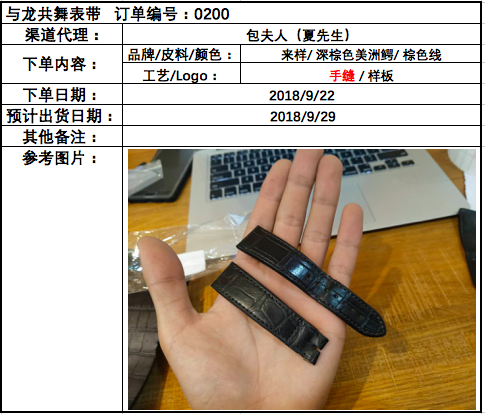 与龙共舞表带 订单编号：0200
渠道代理： 包夫人（夏先生）
下单内容： 品牌/皮料/颜色： 来样/ 深棕色美洲鳄/ 棕色线
工艺/Logo： 手缝 / 样板
下单日期： 2018/9/22
预计出货日期： 2018/9/29
其他备注：
参考图片：